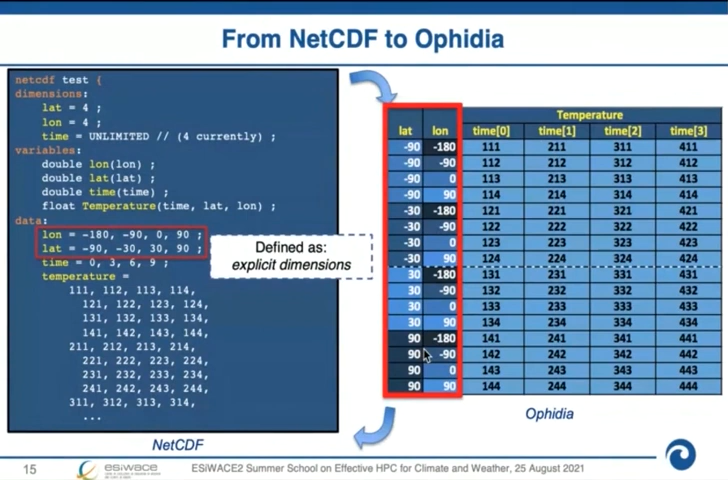 From NetCDF to Ophidia
netcdf test {
dimensions:
lat = 4 ;
lon = 4 ;
time = UNLIMITED // (4 currently) ;
variables:
double lon(lon) ;
double lat(lat) ;
double time(time) ;
float Temperature(time, lat, lon) ;
data:
lon = -180, -90, 0, 90 ;
lat = -90, -30, 30, 90 ;
time = 0, 3, 6, 9 ;
temperature =
111, 112, 113, 114,
121, 122, 123, 124,
131, 132, 133, 134,
141, 142, 143, 144,
211, 212, 213, 214,
221, 222, 223, 224,
231, 232, 233, 234,
241, 242, 243, 244,
311, 312, 313, 314,
...
NetCDF
Defined as:
explicit dimensions
Temperature
lat lon time[0] time[1] time[2] time[3]
-90 -180 111 211 311 411
-90 -90 112 212 312 412
-90 0 113 213 313 413
-90 90 114 214 314 414
-30 -180 121 221 321 421
-30 -90 122 222 322 422
-30 0 123 223 323 423
-30 90 124 224 324 424
30 -180 131 231 331 431
30 -90 132 232 332 432
30 0 133 233 333 433
30 90 134 234 334 434
90 -180 141 241 341 441
90 -90 142 242 342 442
90 0 143 243 343 443
90 90 144 244 344 444
Ophidia
15
esiwace
ESiWACE2 Summer School on Effective HPC for Climate and Weather, 25 August 2021